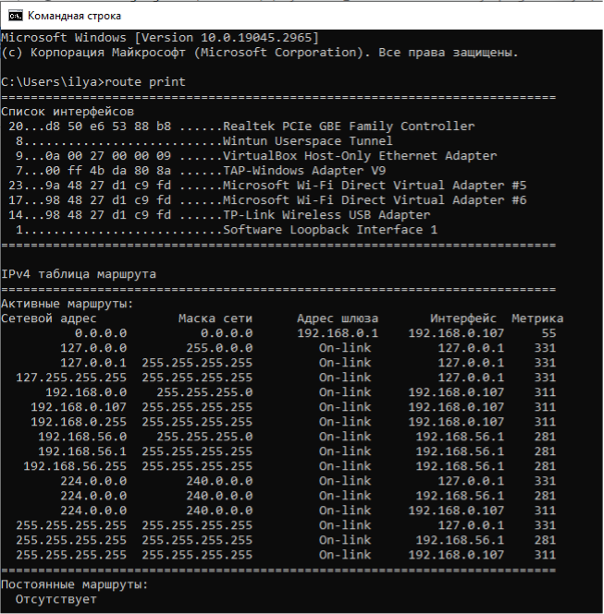 Командная строка
Microsoft Windows [Version 10.0.19045.2965]
(c) Корпорация Майкрософт (Microsoft Corporation). Все права защищены.
C:\Users\ilya>route print
===========================================================================
Список интерфейсов
 20...d8 50 e6 53 88 b8 ......Realtek PCIe GBE Family Controller
  8...........................Wintun Userspace Tunnel
  9...0a 00 27 00 00 09 ......VirtualBox Host-Only Ethernet Adapter
  7...00 ff 4b da 80 8a ......TAP-Windows Adapter V9
 23...9a 48 27 d1 c9 fd ......Microsoft Wi-Fi Direct Virtual Adapter #5
 17...98 48 27 d1 c9 fd ......Microsoft Wi-Fi Direct Virtual Adapter #6
 14...98 48 27 d1 c9 fd ......TP-Link Wireless USB Adapter
  1...........................Software Loopback Interface 1
===========================================================================
IPv4 таблица маршрута
===========================================================================
Активные маршруты:
Сетевой адрес           Маска сети      Адрес шлюза       Интерфейс  Метрика
          0.0.0.0          0.0.0.0      192.168.0.1    192.168.0.107     55
        127.0.0.0        255.0.0.0         On-link         127.0.0.1    331
        127.0.0.1  255.255.255.255         On-link         127.0.0.1    331
  127.255.255.255  255.255.255.255         On-link         127.0.0.1    331
      192.168.0.0    255.255.255.0         On-link     192.168.0.107    311
    192.168.0.107  255.255.255.255         On-link     192.168.0.107    311
    192.168.0.255  255.255.255.255         On-link     192.168.0.107    311
     192.168.56.0    255.255.255.0         On-link      192.168.56.1    281
     192.168.56.1  255.255.255.255         On-link      192.168.56.1    281
   192.168.56.255  255.255.255.255         On-link      192.168.56.1    281
        224.0.0.0        240.0.0.0         On-link         127.0.0.1    331
        224.0.0.0        240.0.0.0         On-link      192.168.56.1    281
        224.0.0.0        240.0.0.0         On-link     192.168.0.107    311
  255.255.255.255  255.255.255.255         On-link         127.0.0.1    331
  255.255.255.255  255.255.255.255         On-link      192.168.56.1    281
  255.255.255.255  255.255.255.255         On-link     192.168.0.107    311
===========================================================================
Постоянные маршруты:
  Отсутствует